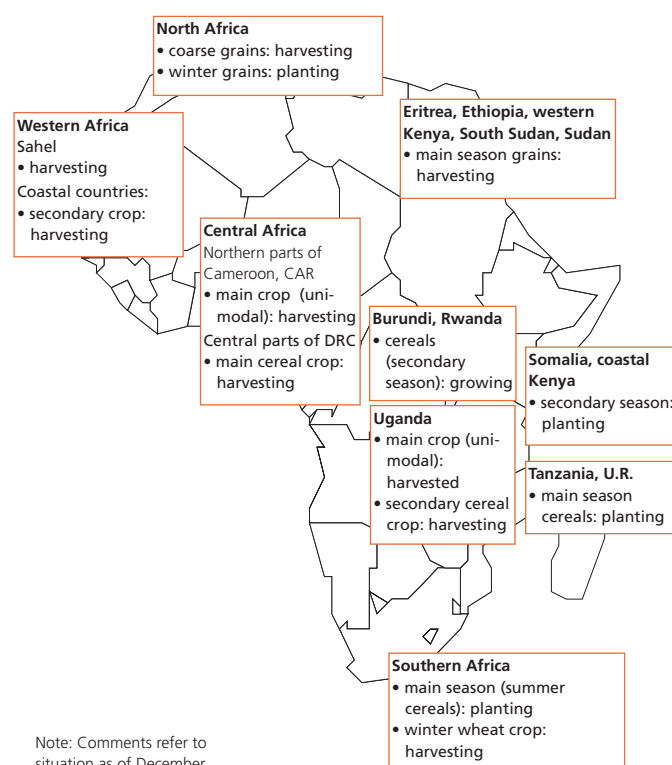 North Africa
• coarse grains: harvesting
• winter grains: planting
Eritrea, Ethiopia, western
Kenya, South Sudan, Sudan
• main season grains:
harvesting
Western Africa
Sahel
• harvesting
Coastal countries:
• secondary crop:
harvesting
Central Africa
Northern parts of
Cameroon, CAR
• main crop (uni-
modal): harvesting
Central parts of DRC
• main cereal crop:
harvesting
Burundi, Rwanda
• cereals
(secondary
season): growing
Somalia, coastal
Kenya
• secondary season:
planting
Uganda
• main crop (uni-
modal):
harvested
• secondary cereal
crop: harvesting
Tanzania, U.R.
• main season
cereals: planting
Southern Africa
• main season (summer
cereals): planting
• winter wheat crop:
harvesting
Note: Comments refer to
situation as of December